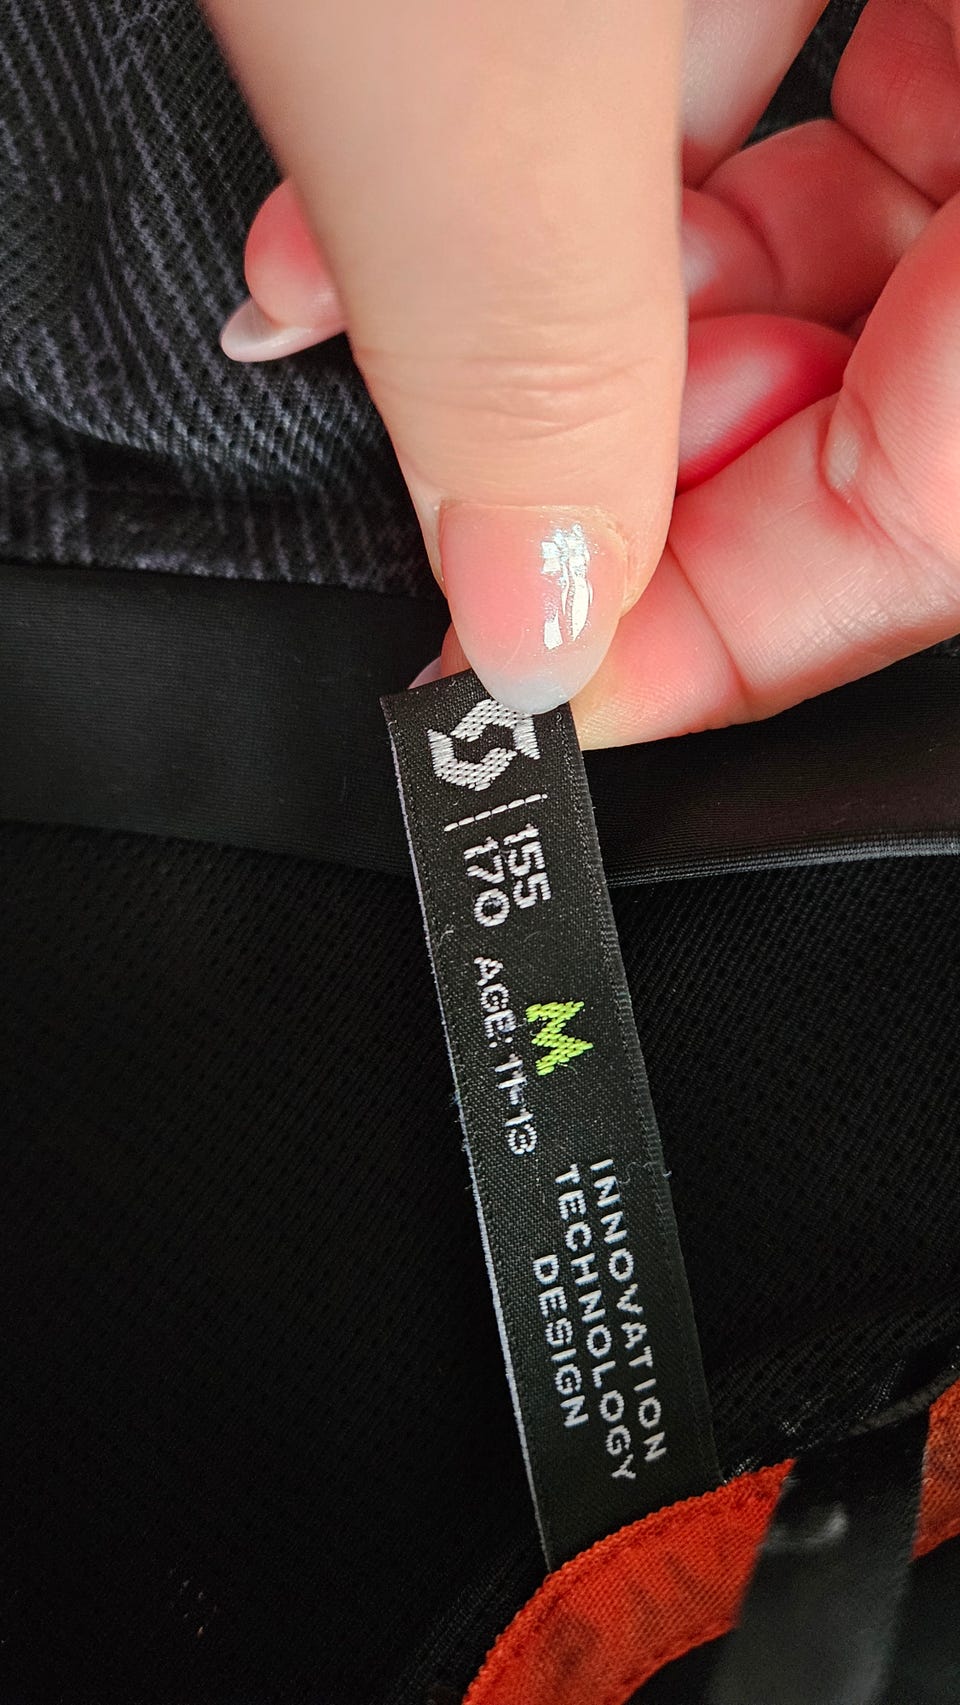 155
170
M
AGE: 11-13
INNOVATION
TECHNOLOGY
DESIGN